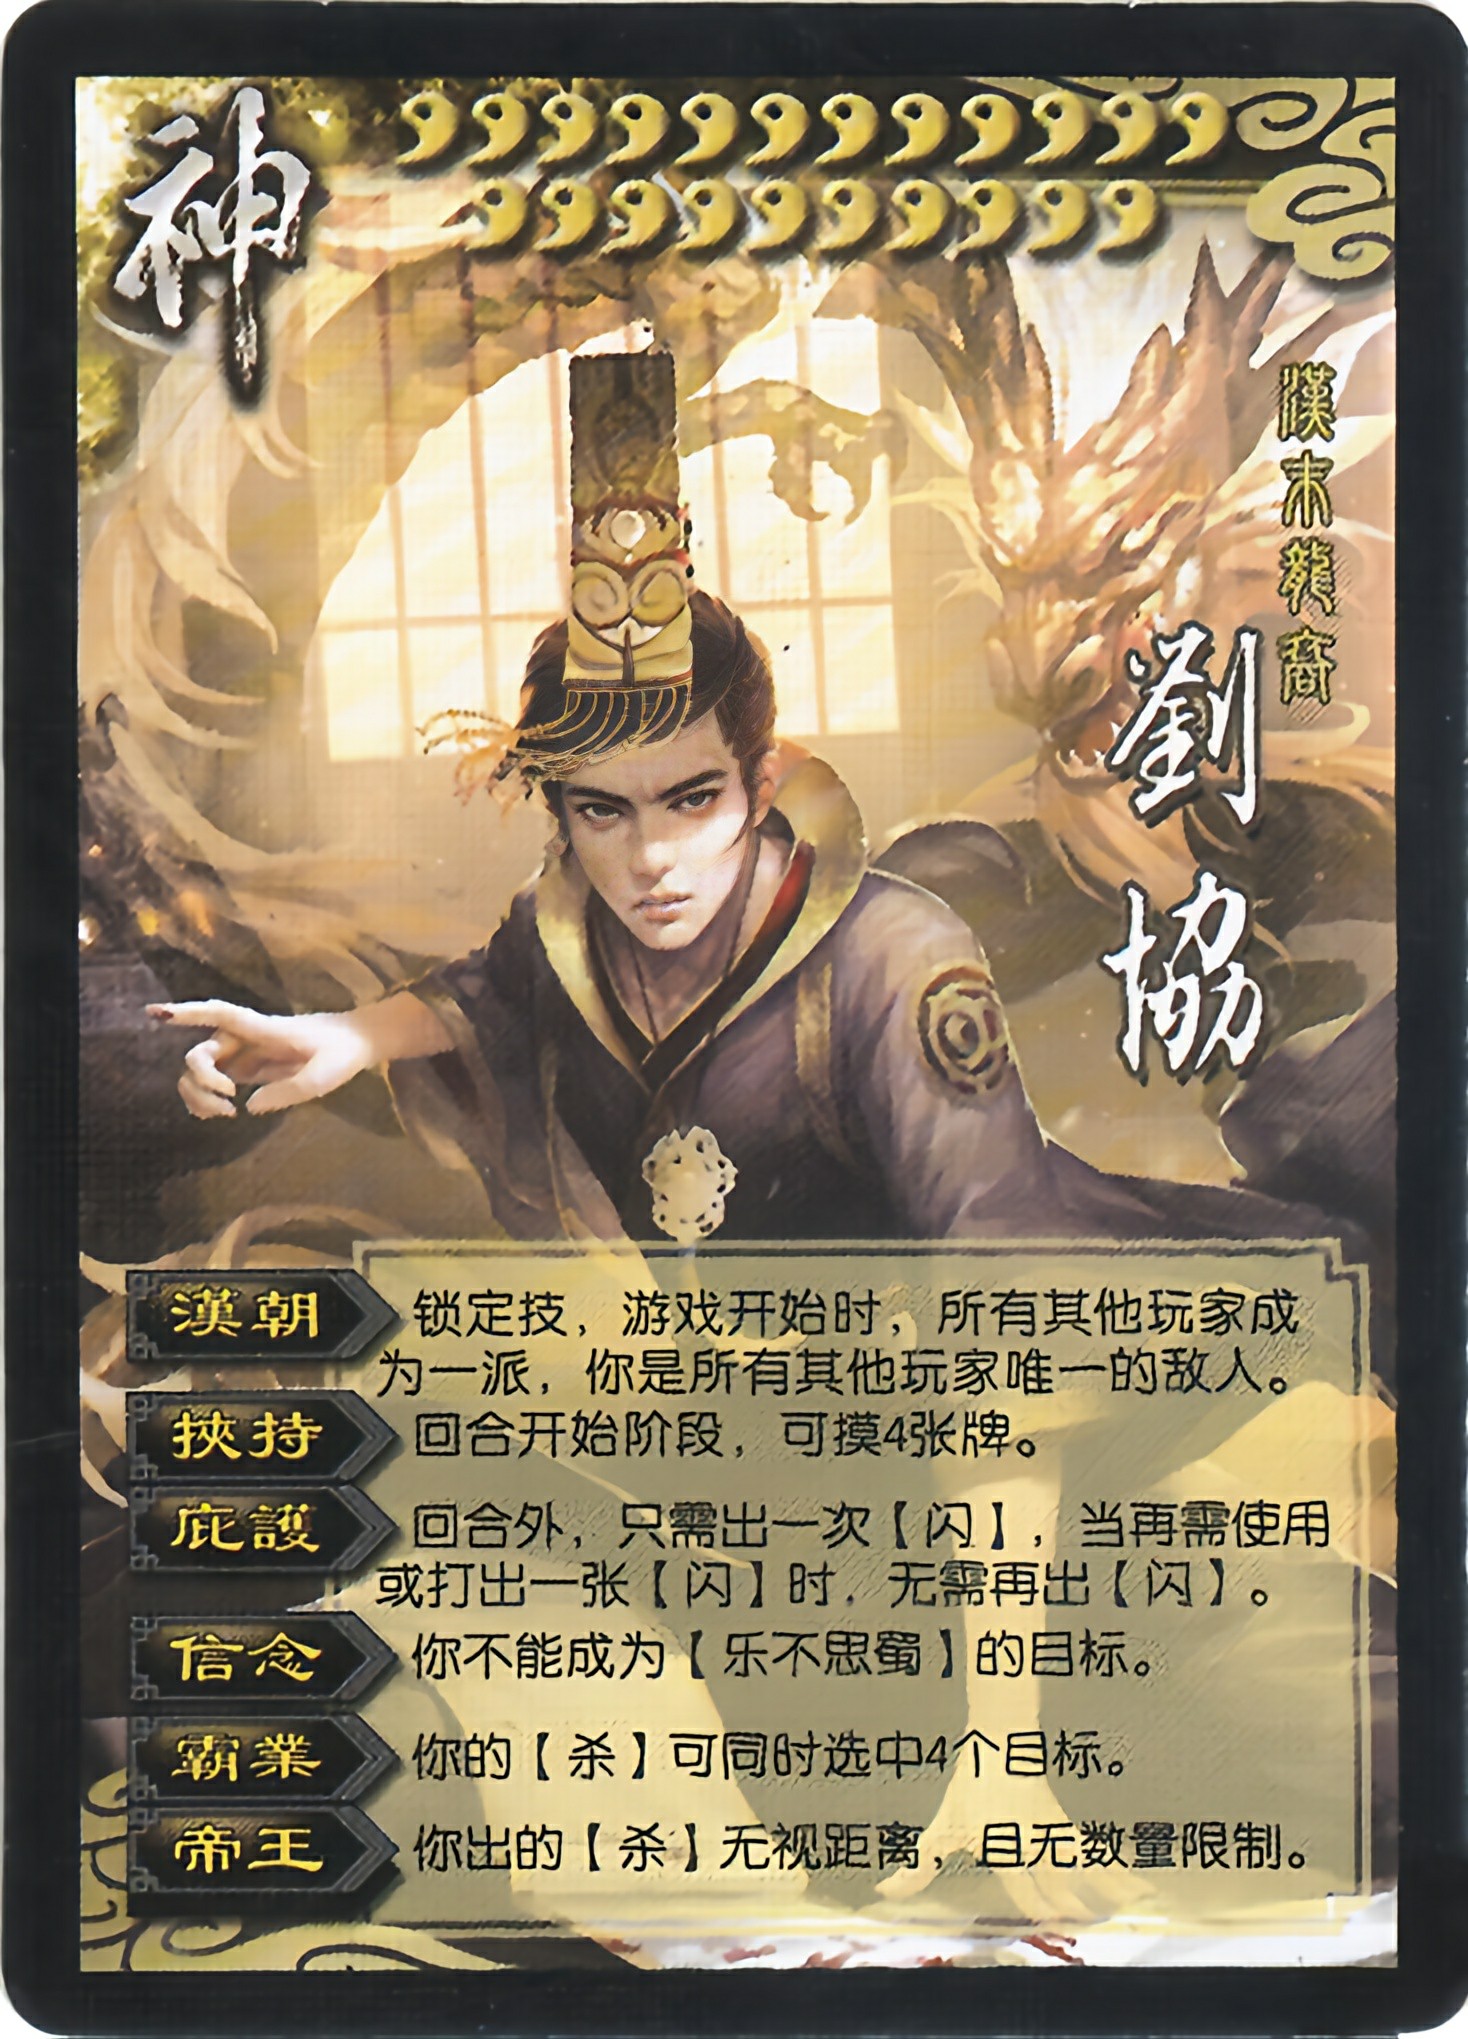 神
漢末龍裔
劉協
漢朝
锁定技，游戏开始时，所有其他玩家成
为一派，你是所有其他玩家唯一的敌人。
挾持
回合开始阶段，可摸4张牌。
庇護
回合外，只需出一次【闪】，当再需使用
或打出一张【闪】时，无需再出【闪】。
信念
你不能成为【乐不思蜀】的目标。
霸業
你的【杀】可同时选中4个目标。
帝王
你出的【杀】无视距离，且无数量限制。